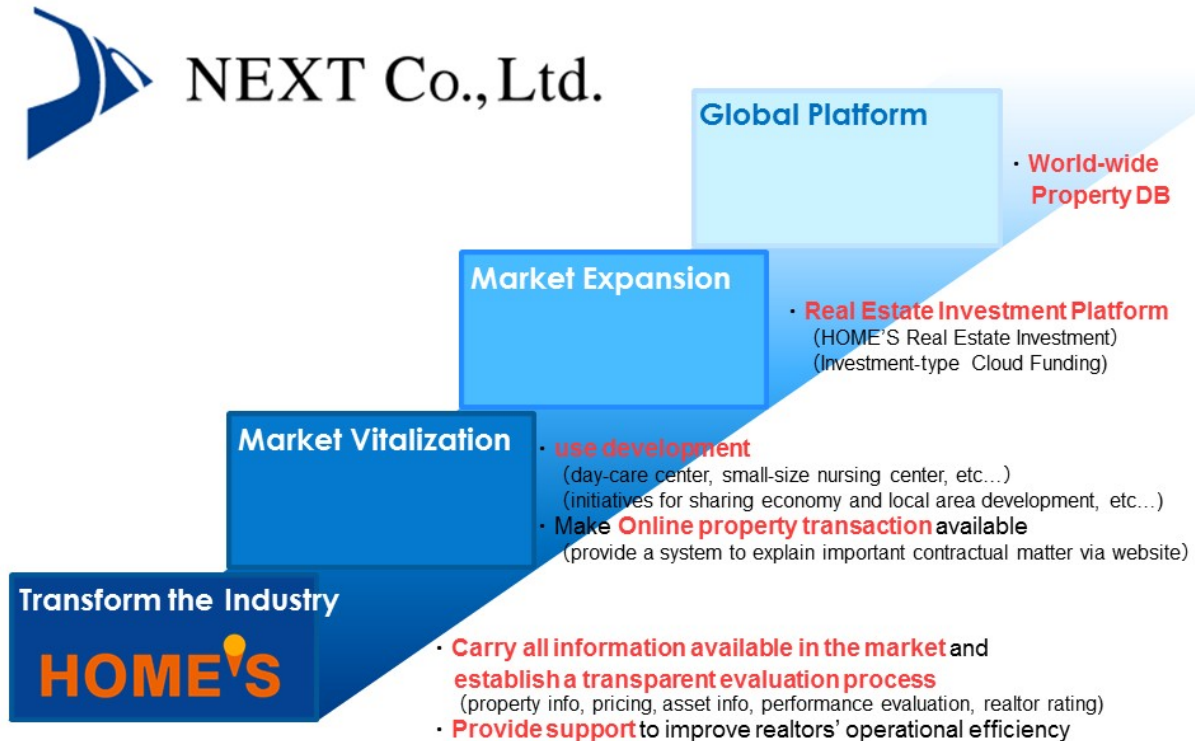 NEXT Co., Ltd.
Global Platform
・World-wide
Property DB
Market Expansion
・Real Estate Investment Platform
(HOME'S Real Estate Investment)
(Investment-type Cloud Funding)
Market Vitalization
・use development
(day-care center, small-size nursing center, etc…)
(initiatives for sharing economy and local area development, etc…)
・Make Online property transaction available
(provide a system to explain important contractual matter via website)
Transform the Industry
HOME'S
・Carry all information available in the market and
establish a transparent evaluation process
(property info, pricing, asset info, performance evaluation, realtor rating)
・Provide support to improve realtors' operational efficiency